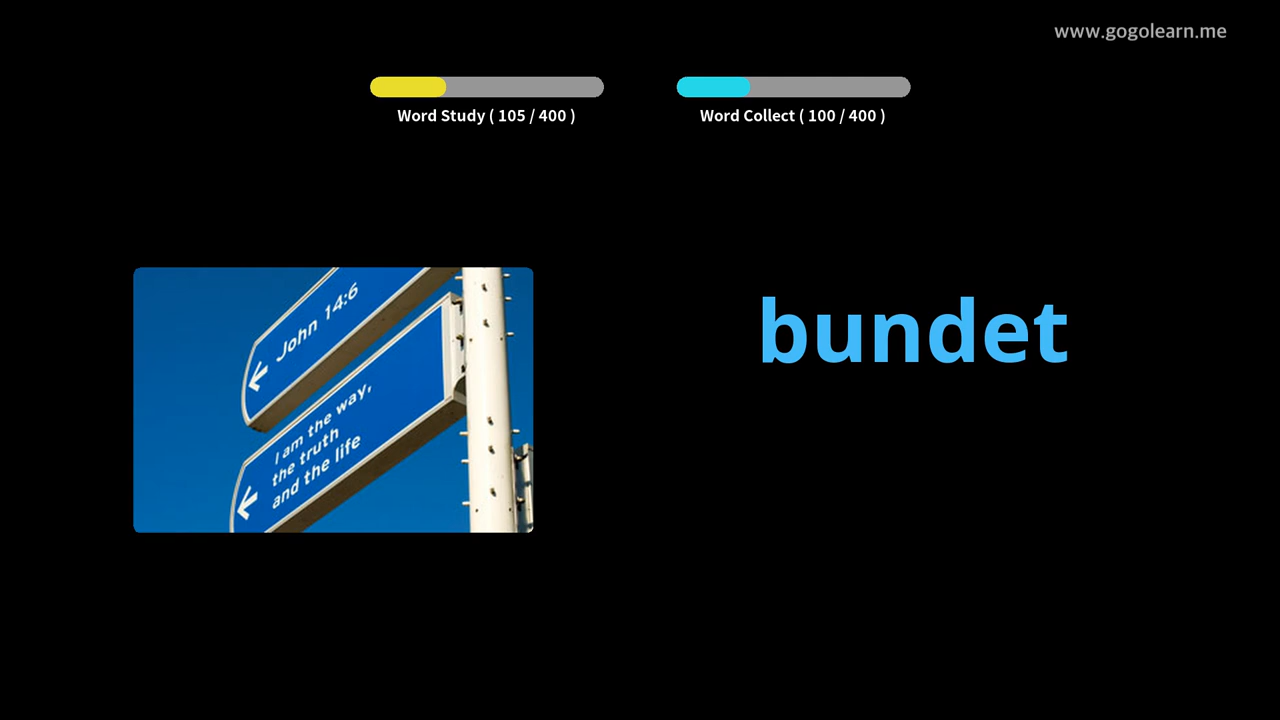 www.gogolearn.me
Word Study ( 105 / 400 )
Word Collect ( 100 / 400 )
John 14:6
I am the way,
the truth
and the life
bundet